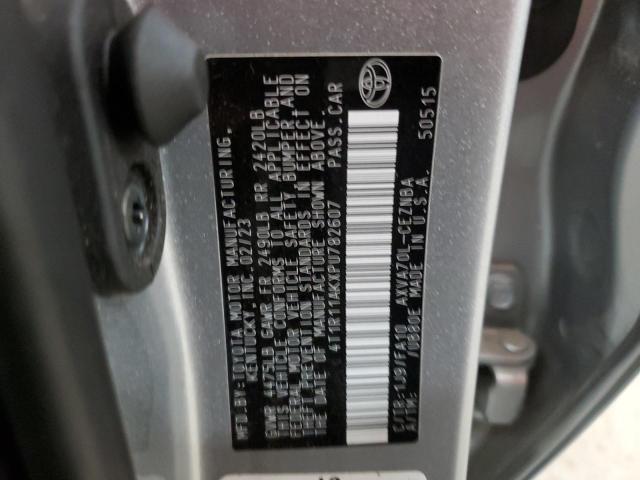 MFD.BY:TOYOTA MOTOR MANUFACTURING,
KENTUCKY, INC. 02/23
GVWR 4475LB GAWR FR 2490LB RR 2420LB
THIS VEHICLE CONFORMS TO ALL APPLICABLE
FEDERAL MOTOR VEHICLE SAFETY, BUMPER AND
THEFT PREVENTION STANDARDS IN EFFECT ON
THE DATE OF MANUFACTURE SHOWN ABOVE.
4T1R11AKXPU782607 PASS.CAR
C/TR:1J9/FA10 AXVA70L-CEZNBA
A/TM: /UB80E MADE IN U.S.A. 50515